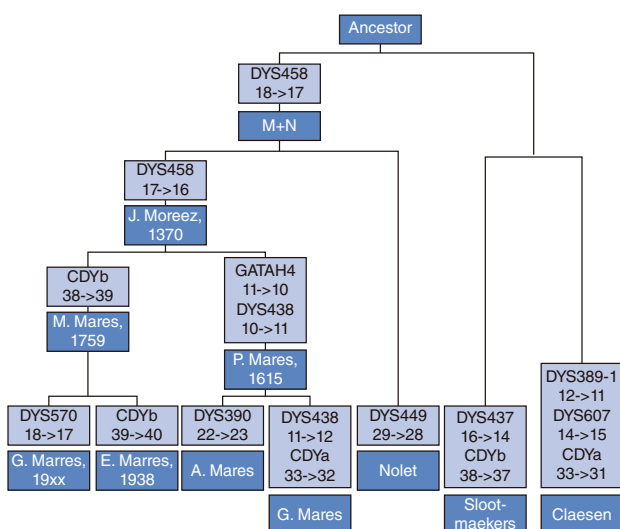 Ancestor
DYS458
18->17
M+N
DYS458
17->16
J. Moreez,
1370
CDYb
38->39
M. Mares,
1759
GATAH4
11->10
DYS438
10->11
P. Mares,
1615
DYS570
18->17
G. Marres,
19xx
CDYb
39->40
E. Marres,
1938
DYS390
22->23
A. Mares
DYS438
11->12
CDYa
33->32
G. Mares
DYS449
29->28
Nolet
DYS437
16->14
CDYb
38->37
Sloot-
maekers
DYS389-1
12->11
DYS607
14->15
CDYa
33->31
Claesen